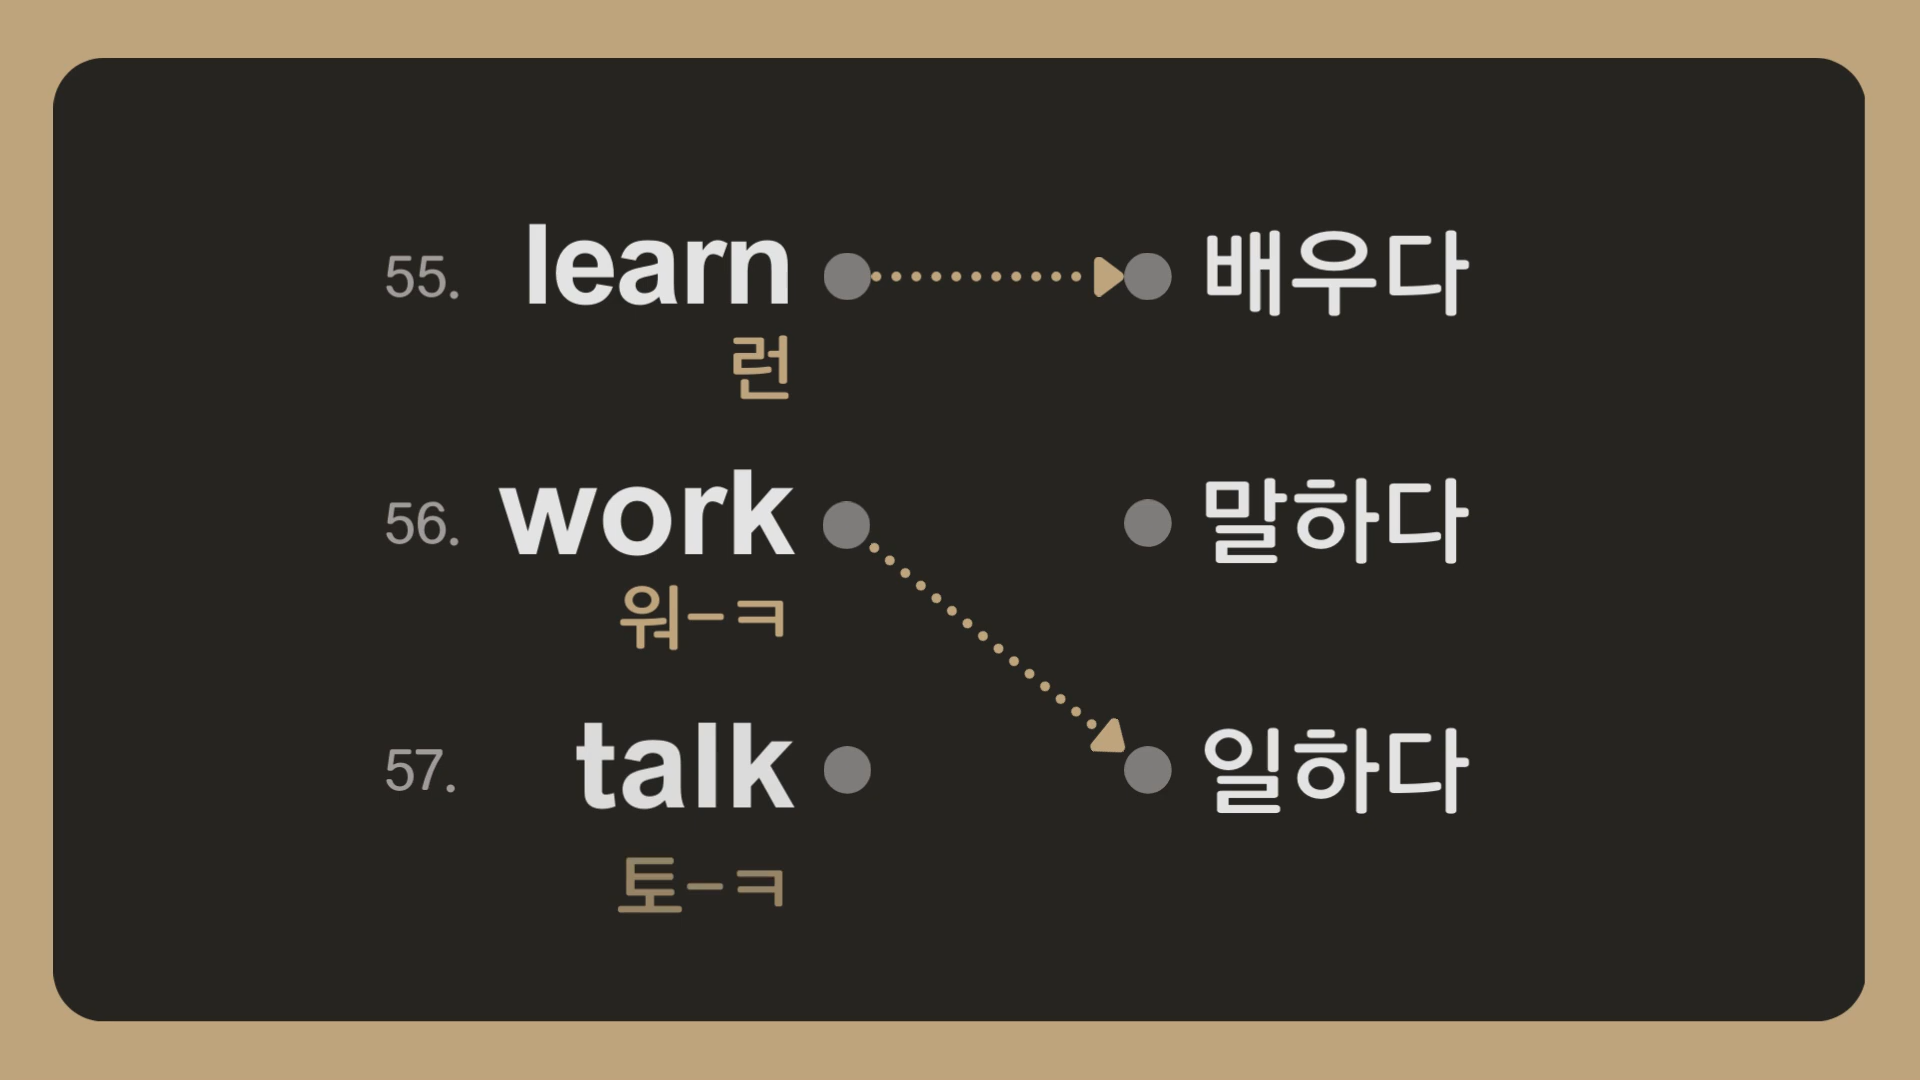 55. learn 배우다
런
56. work 말하다
워-ㅋ
57. talk 일하다
토-ㅋ